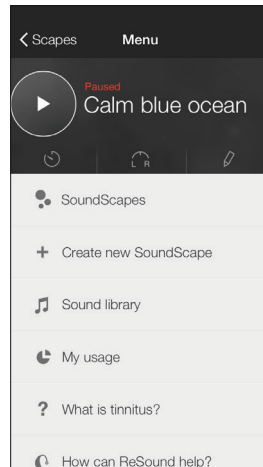 Scapes Menu
Paused
Calm blue ocean
L R
SoundScapes
Create new SoundScape
Sound library
My usage
What is tinnitus?
How can ReSound help?